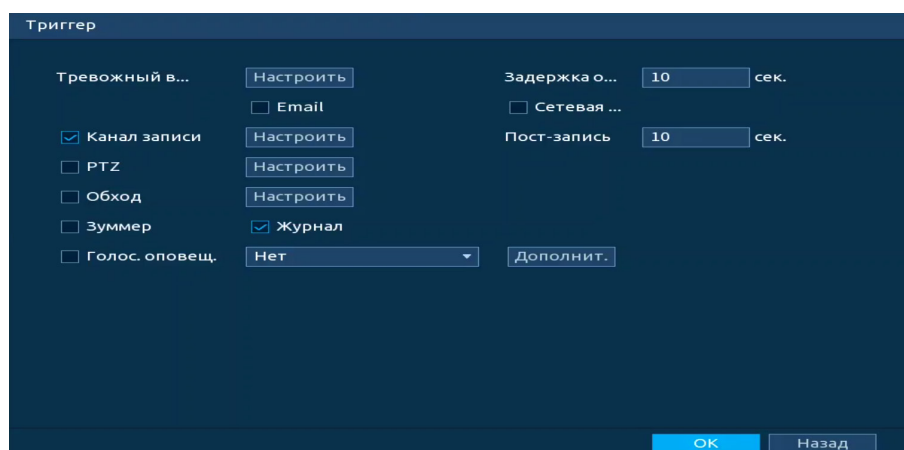 Триггер
Тревожный в... Настроить Задержка о... 10 сек.
Email Сетевая ...
Канал записи Настроить Пост-запись 10 сек.
PTZ Настроить
Обход Настроить
Зуммер Журнал
Голос. оповещ. Нет Дополнит.
OK Назад